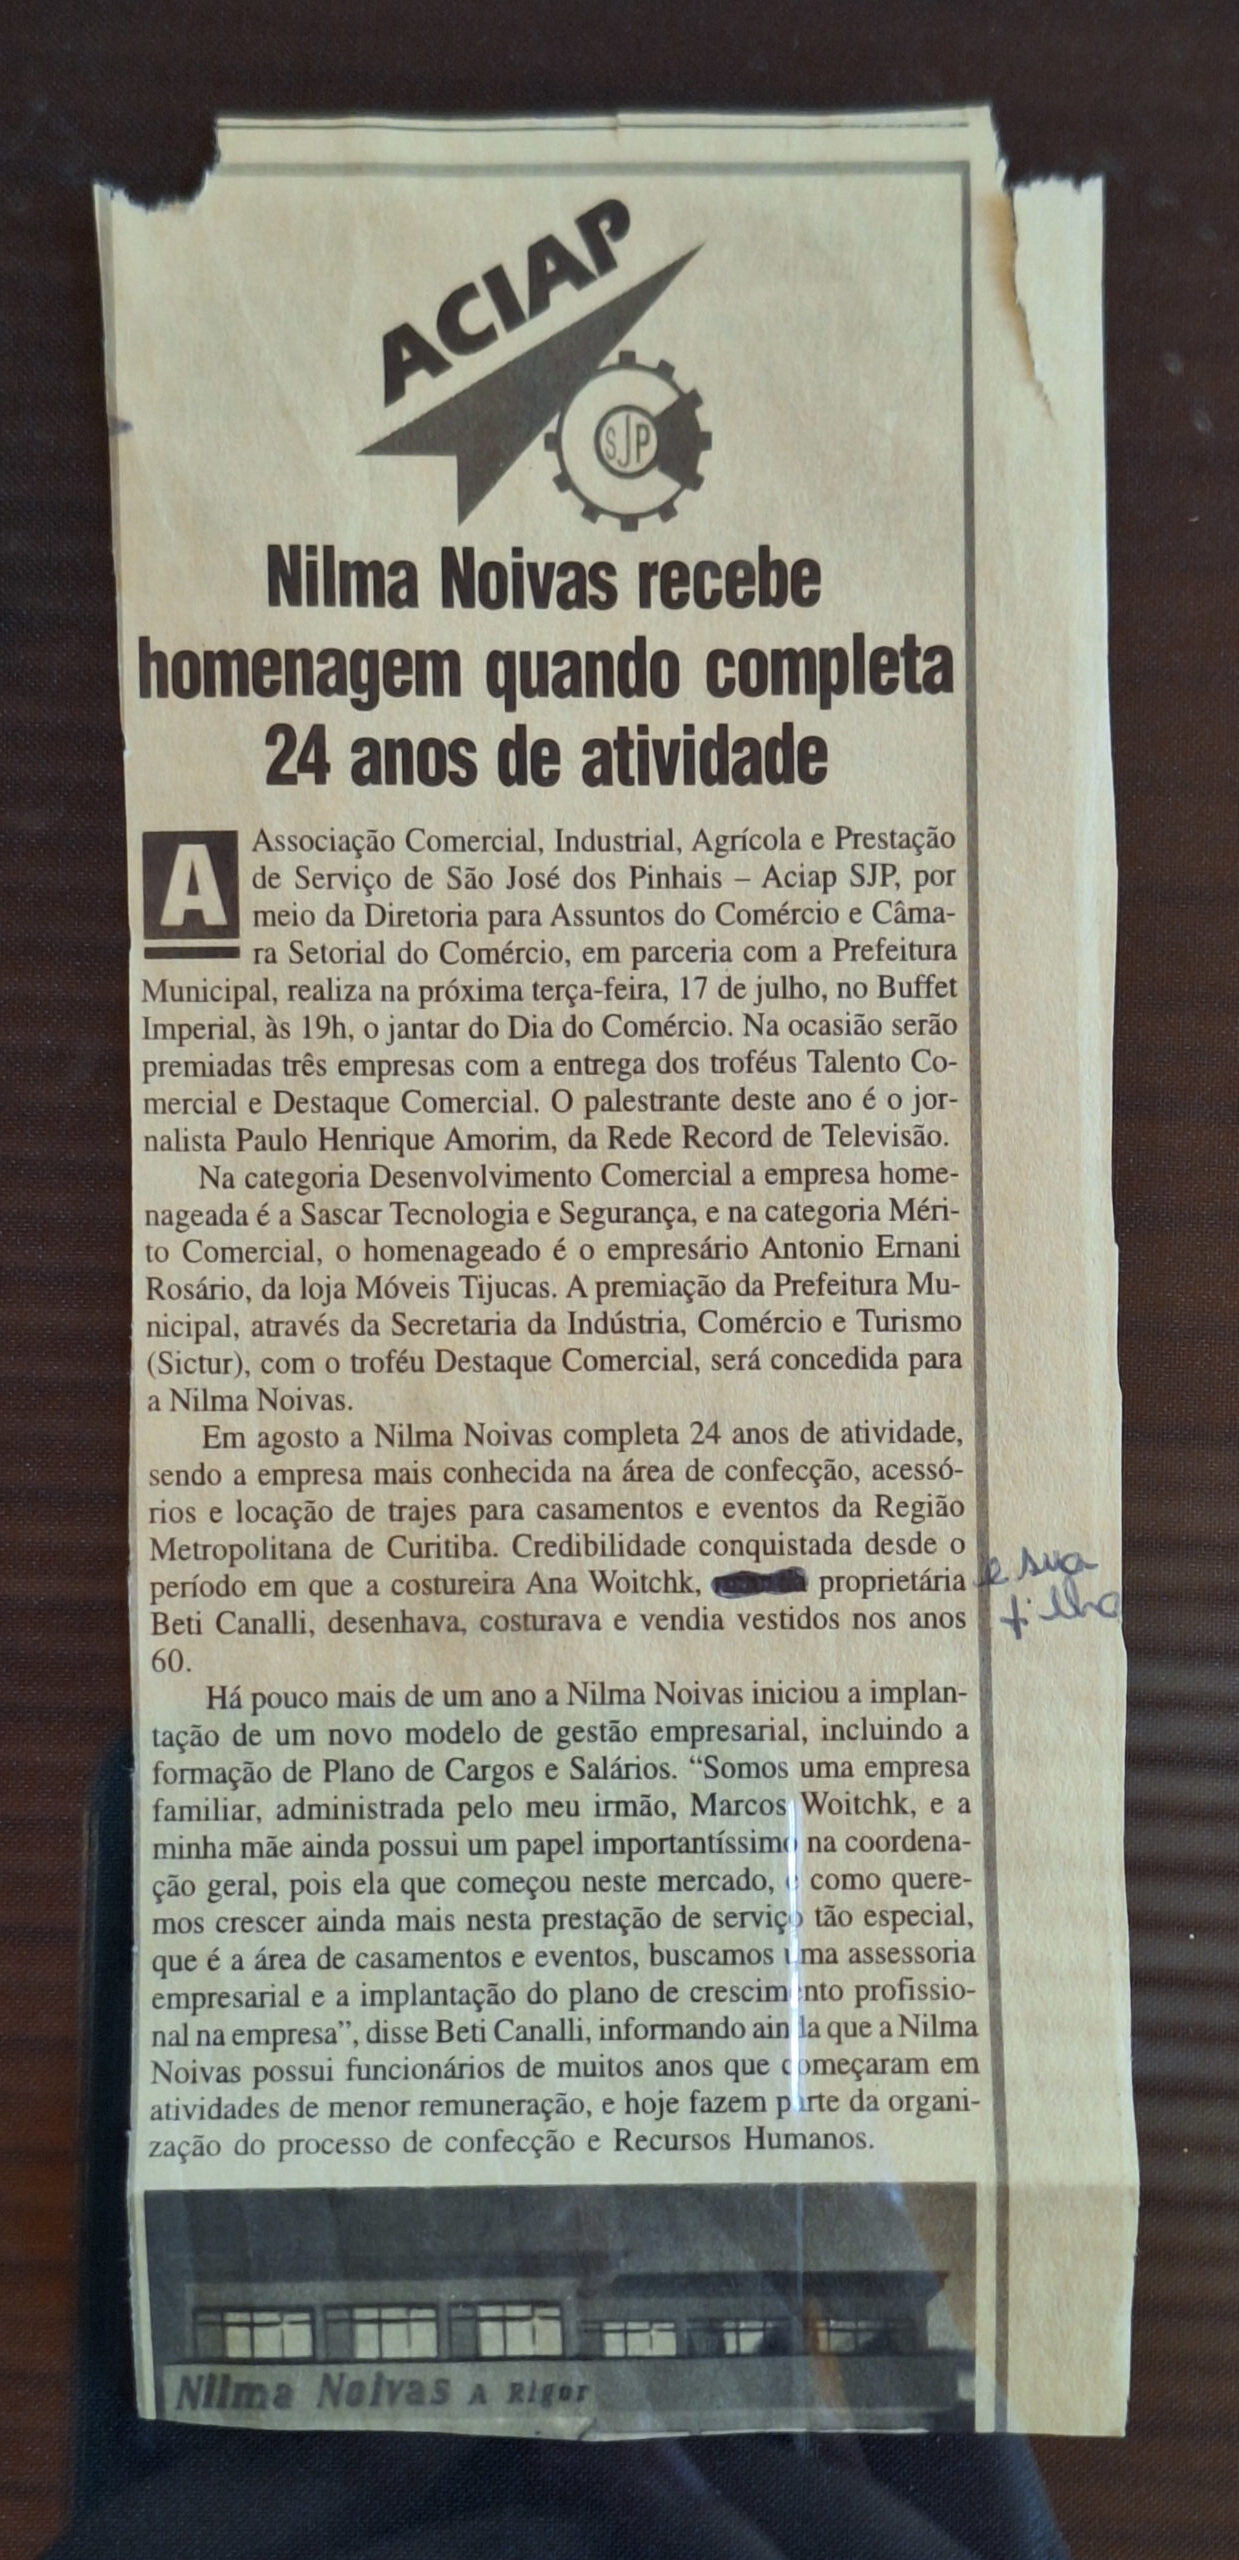 ACIAP
SJP
Nilma Noivas recebe
homenagem quando completa
24 anos de atividade
A Associação Comercial, Industrial, Agrícola e Prestação
de Serviço de São José dos Pinhais – Aciap SJP, por
meio da Diretoria para Assuntos do Comércio e Câma-
ra Setorial do Comércio, em parceria com a Prefeitura
Municipal, realiza na próxima terça-feira, 17 de julho, no Buffet
Imperial, às 19h, o jantar do Dia do Comércio. Na ocasião serão
premiadas três empresas com a entrega dos troféus Talento Co-
mercial e Destaque Comercial. O palestrante deste ano é o jor-
nalista Paulo Henrique Amorim, da Rede Record de Televisão.
Na categoria Desenvolvimento Comercial a empresa home-
nageada é a Sascar Tecnologia e Segurança, e na categoria Méri-
to Comercial, o homenageado é o empresário Antonio Ernani
Rosário, da loja Móveis Tijucas. A premiação da Prefeitura Mu-
nicipal, através da Secretaria da Indústria, Comércio e Turismo
(Sictur), com o troféu Destaque Comercial, será concedida para
a Nilma Noivas.
Em agosto a Nilma Noivas completa 24 anos de atividade,
sendo a empresa mais conhecida na área de confecção, acessó-
rios e locação de trajes para casamentos e eventos da Região
Metropolitana de Curitiba. Credibilidade conquistada desde o
período em que a costureira Ana Woitchk, proprietária e sua
filha
Beti Canalli, desenhava, costurava e vendia vestidos nos anos
60.
Há pouco mais de um ano a Nilma Noivas iniciou a implan-
tação de um novo modelo de gestão empresarial, incluindo a
formação de Plano de Cargos e Salários. “Somos uma empresa
familiar, administrada pelo meu irmão, Marcos Woitchk, e a
minha mãe ainda possui um papel importantíssimo na coordena-
ção geral, pois ela que começou neste mercado, e como quere-
mos crescer ainda mais nesta prestação de serviço tão especial,
que é a área de casamentos e eventos, buscamos uma assessoria
empresarial e a implantação do plano de crescimento profissio-
nal na empresa”, disse Beti Canalli, informando ainda que a Nilma
Noivas possui funcionários de muitos anos que começaram em
atividades de menor remuneração, e hoje fazem parte da organi-
zação do processo de confecção e Recursos Humanos.
Nilma Noivas A Rigor